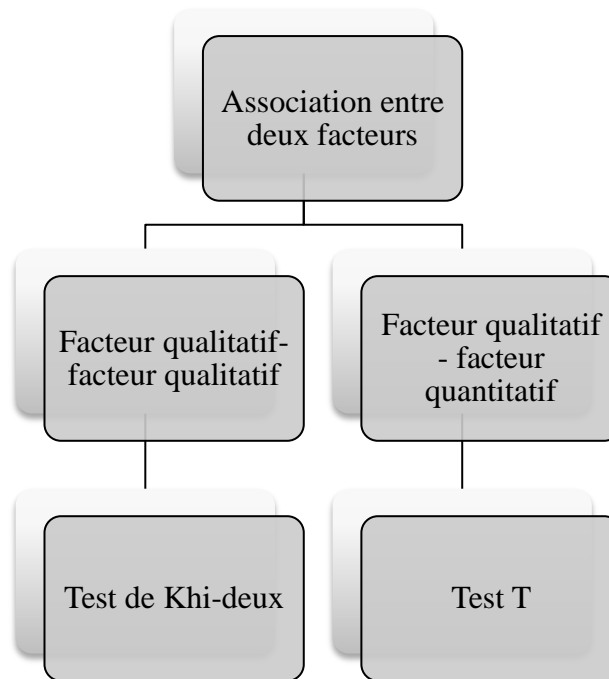 Association entre
deux facteurs
Facteur qualitatif-
facteur qualitatif
Facteur qualitatif
- facteur
quantitatif
Test de Khi-deux
Test T